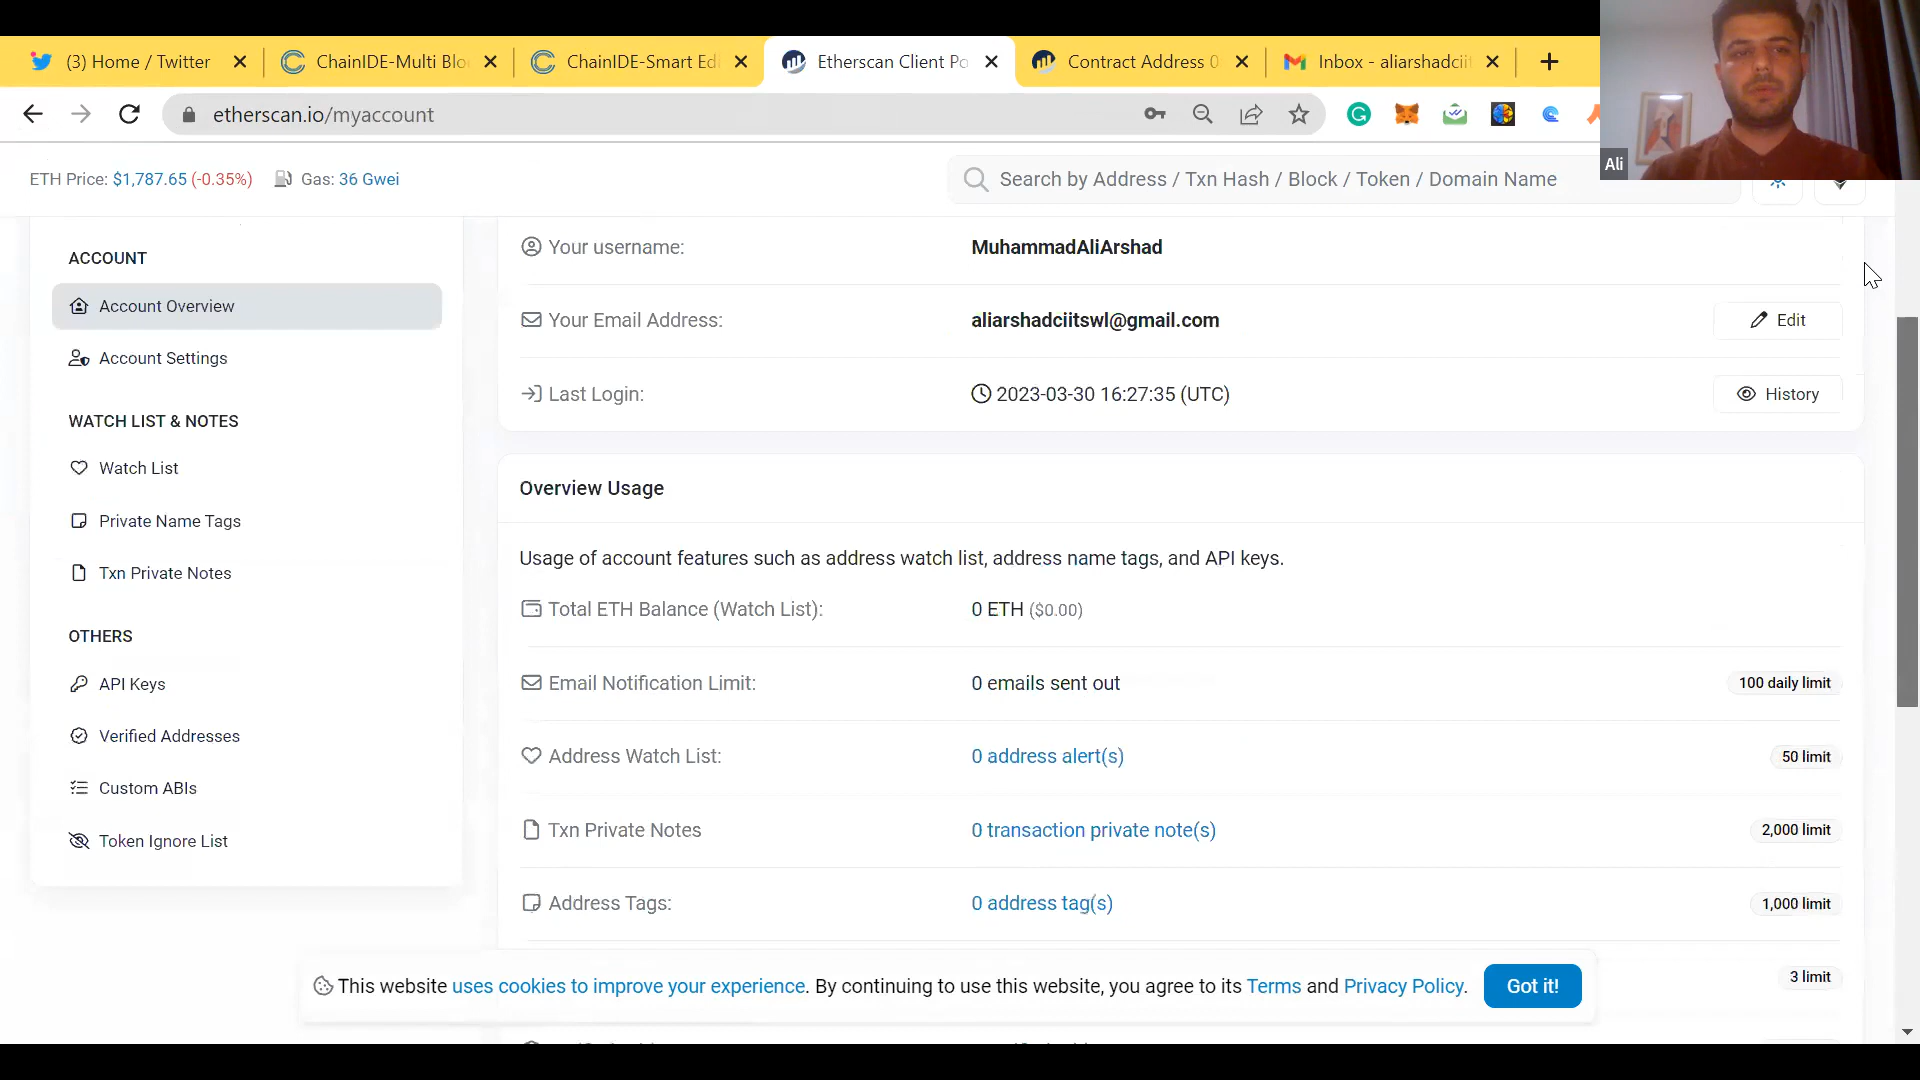 (3) Home / Twitter
ChainIDE-Multi Blo
ChainIDE-Smart Edi
Etherscan Client Po
Contract Address 0
Inbox - aliarshadciit
etherscan.io/myaccount
Ali
ETH Price: $1,787.65 (-0.35%) Gas: 36 Gwei
Search by Address / Txn Hash / Block / Token / Domain Name
ACCOUNT
Account Overview
Account Settings
WATCH LIST & NOTES
Watch List
Private Name Tags
Txn Private Notes
OTHERS
API Keys
Verified Addresses
Custom ABIs
Token Ignore List
Your username: MuhammadAliArshad
Your Email Address: aliarshadciitswl@gmail.com Edit
Last Login: 2023-03-30 16:27:35 (UTC) History
Overview Usage
Usage of account features such as address watch list, address name tags, and API keys.
Total ETH Balance (Watch List): 0 ETH ($0.00)
Email Notification Limit: 0 emails sent out 100 daily limit
Address Watch List: 0 address alert(s) 50 limit
Txn Private Notes 0 transaction private note(s) 2,000 limit
Address Tags: 0 address tag(s) 1,000 limit
3 limit
This website uses cookies to improve your experience. By continuing to use this website, you agree to its Terms and Privacy Policy. Got it!